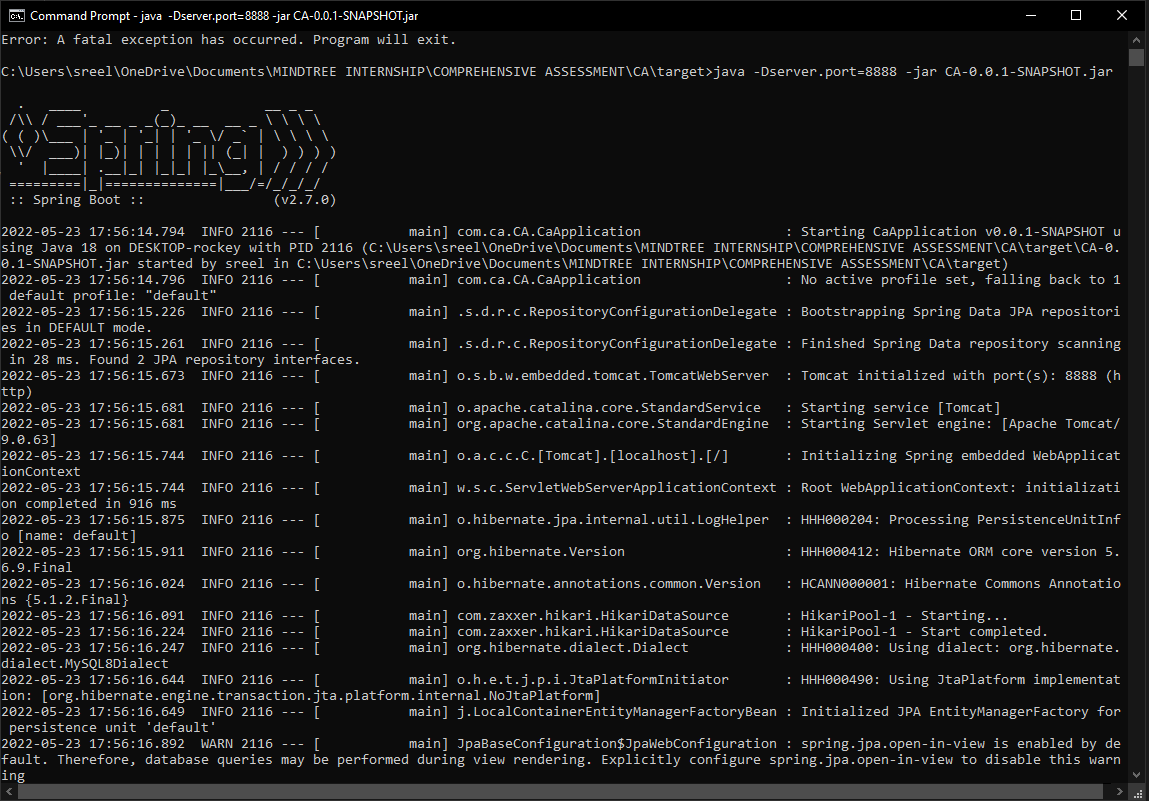 Command Prompt - java  -Dserver.port=8888 -jar CA-0.0.1-SNAPSHOT.jar
Error: A fatal exception has occurred. Program will exit.
C:\Users\sreel\OneDrive\Documents\MINDTREE INTERNSHIP\COMPREHENSIVE ASSESSMENT\CA\target>java -Dserver.port=8888 -jar CA-0.0.1-SNAPSHOT.jar
  .   ____          _            __ _ _
 /\\ / ___'_ __ _ _(_)_ __  __ _ \ \ \ \
( ( )\___ | '_ | '_| | '_ \/ _` | \ \ \ \
 \\/  ___)| |_)| | | | | || (_| |  ) ) ) )
  '  |____| .__|_| |_|_| |_\__, | / / / /
 =========|_|==============|___/=/_/_/_/
 :: Spring Boot ::                (v2.7.0)
2022-05-23 17:56:14.794  INFO 2116 --- [           main] com.ca.CA.CaApplication                  : Starting CaApplication v0.0.1-SNAPSHOT u
sing Java 18 on DESKTOP-rockey with PID 2116 (C:\Users\sreel\OneDrive\Documents\MINDTREE INTERNSHIP\COMPREHENSIVE ASSESSMENT\CA\target\CA-0.
0.1-SNAPSHOT.jar started by sreel in C:\Users\sreel\OneDrive\Documents\MINDTREE INTERNSHIP\COMPREHENSIVE ASSESSMENT\CA\target)
2022-05-23 17:56:14.796  INFO 2116 --- [           main] com.ca.CA.CaApplication                  : No active profile set, falling back to 1
 default profile: "default"
2022-05-23 17:56:15.226  INFO 2116 --- [           main] .s.d.r.c.RepositoryConfigurationDelegate : Bootstrapping Spring Data JPA repositori
es in DEFAULT mode.
2022-05-23 17:56:15.261  INFO 2116 --- [           main] .s.d.r.c.RepositoryConfigurationDelegate : Finished Spring Data repository scanning
 in 28 ms. Found 2 JPA repository interfaces.
2022-05-23 17:56:15.673  INFO 2116 --- [           main] o.s.b.w.embedded.tomcat.TomcatWebServer  : Tomcat initialized with port(s): 8888 (h
ttp)
2022-05-23 17:56:15.681  INFO 2116 --- [           main] o.apache.catalina.core.StandardService   : Starting service [Tomcat]
2022-05-23 17:56:15.681  INFO 2116 --- [           main] org.apache.catalina.core.StandardEngine  : Starting Servlet engine: [Apache Tomcat/
9.0.63]
2022-05-23 17:56:15.744  INFO 2116 --- [           main] o.a.c.c.C.[Tomcat].[localhost].[/]       : Initializing Spring embedded WebApplicat
ionContext
2022-05-23 17:56:15.744  INFO 2116 --- [           main] w.s.c.ServletWebServerApplicationContext : Root WebApplicationContext: initializati
on completed in 916 ms
2022-05-23 17:56:15.875  INFO 2116 --- [           main] o.hibernate.jpa.internal.util.LogHelper  : HHH000204: Processing PersistenceUnitInf
o [name: default]
2022-05-23 17:56:15.911  INFO 2116 --- [           main] org.hibernate.Version                    : HHH000412: Hibernate ORM core version 5.
6.9.Final
2022-05-23 17:56:16.024  INFO 2116 --- [           main] o.hibernate.annotations.common.Version   : HCANN000001: Hibernate Commons Annotatio
ns {5.1.2.Final}
2022-05-23 17:56:16.091  INFO 2116 --- [           main] com.zaxxer.hikari.HikariDataSource       : HikariPool-1 - Starting...
2022-05-23 17:56:16.224  INFO 2116 --- [           main] com.zaxxer.hikari.HikariDataSource       : HikariPool-1 - Start completed.
2022-05-23 17:56:16.247  INFO 2116 --- [           main] org.hibernate.dialect.Dialect            : HHH000400: Using dialect: org.hibernate.
dialect.MySQL8Dialect
2022-05-23 17:56:16.644  INFO 2116 --- [           main] o.h.e.t.j.p.i.JtaPlatformInitiator       : HHH000490: Using JtaPlatform implementat
ion: [org.hibernate.engine.transaction.jta.platform.internal.NoJtaPlatform]
2022-05-23 17:56:16.649  INFO 2116 --- [           main] j.LocalContainerEntityManagerFactoryBean : Initialized JPA EntityManagerFactory for
 persistence unit 'default'
2022-05-23 17:56:16.892  WARN 2116 --- [           main] JpaBaseConfiguration$JpaWebConfiguration : spring.jpa.open-in-view is enabled by de
fault. Therefore, database queries may be performed during view rendering. Explicitly configure spring.jpa.open-in-view to disable this warn
ing